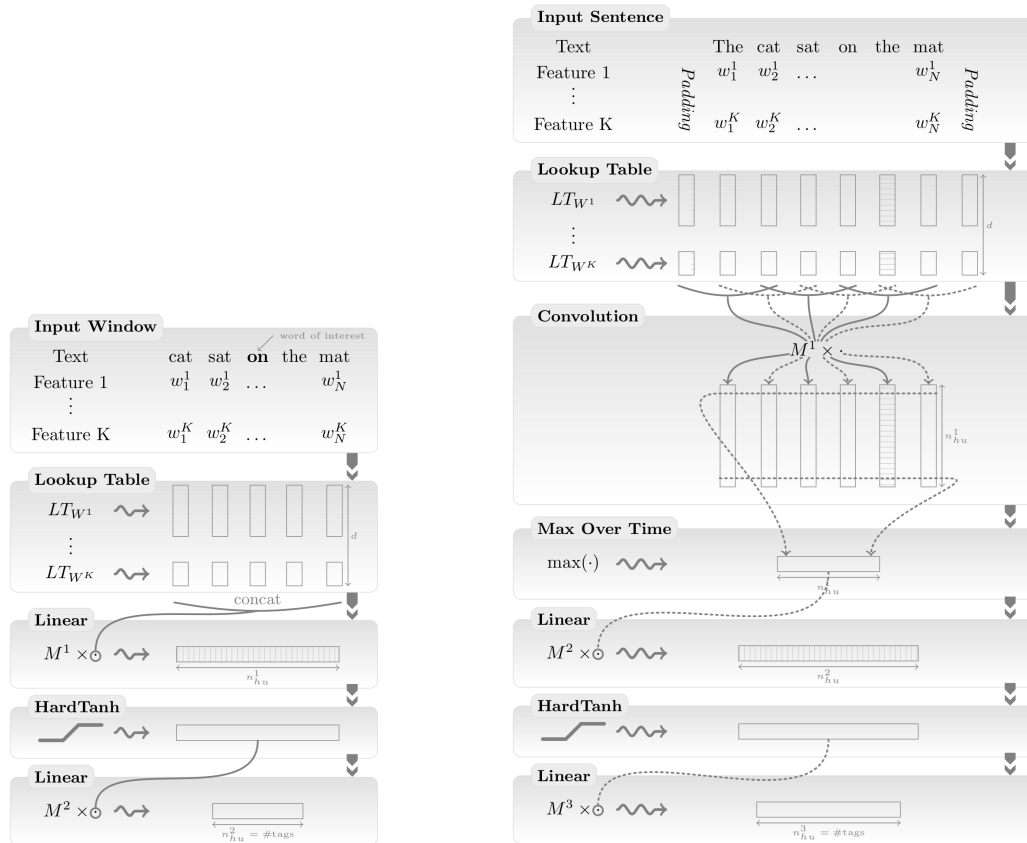 Input Window
word of interest
Text cat sat on the mat
Feature 1 w_1^1 w_2^1 ... w_N^1
⋮
Feature K w_1^K w_2^K ... w_N^K
Lookup Table
LT_{W^1}
⋮
d
LT_{W^K}
concat
Linear
M^1 × ⊙
n_{hu}^1
HardTanh
Linear
M^2 × ⊙
n_{hu}^2 = #tags
Input Sentence
Text The cat sat on the mat
Feature 1 w_1^1 w_2^1 ... w_N^1
⋮
Feature K w_1^K w_2^K ... w_N^K
Padding
Padding
Lookup Table
LT_{W^1}
d
⋮
LT_{W^K}
Convolution
M^1 × ·
n_{hu}^1
Max Over Time
max(·)
n_{hu}^1
Linear
M^2 × ⊙
n_{hu}^2
HardTanh
Linear
M^3 × ⊙
n_{hu}^3 = #tags